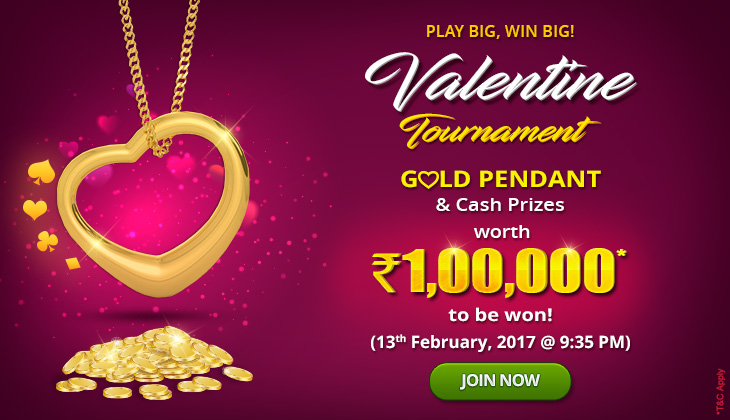 PLAY BIG, WIN BIG!
Valentine
Tournament
G♡LD PENDANT
& Cash Prizes
worth
₹1,00,000*
to be won!
(13th February, 2017 @ 9:35 PM)
JOIN NOW
*T&C Apply